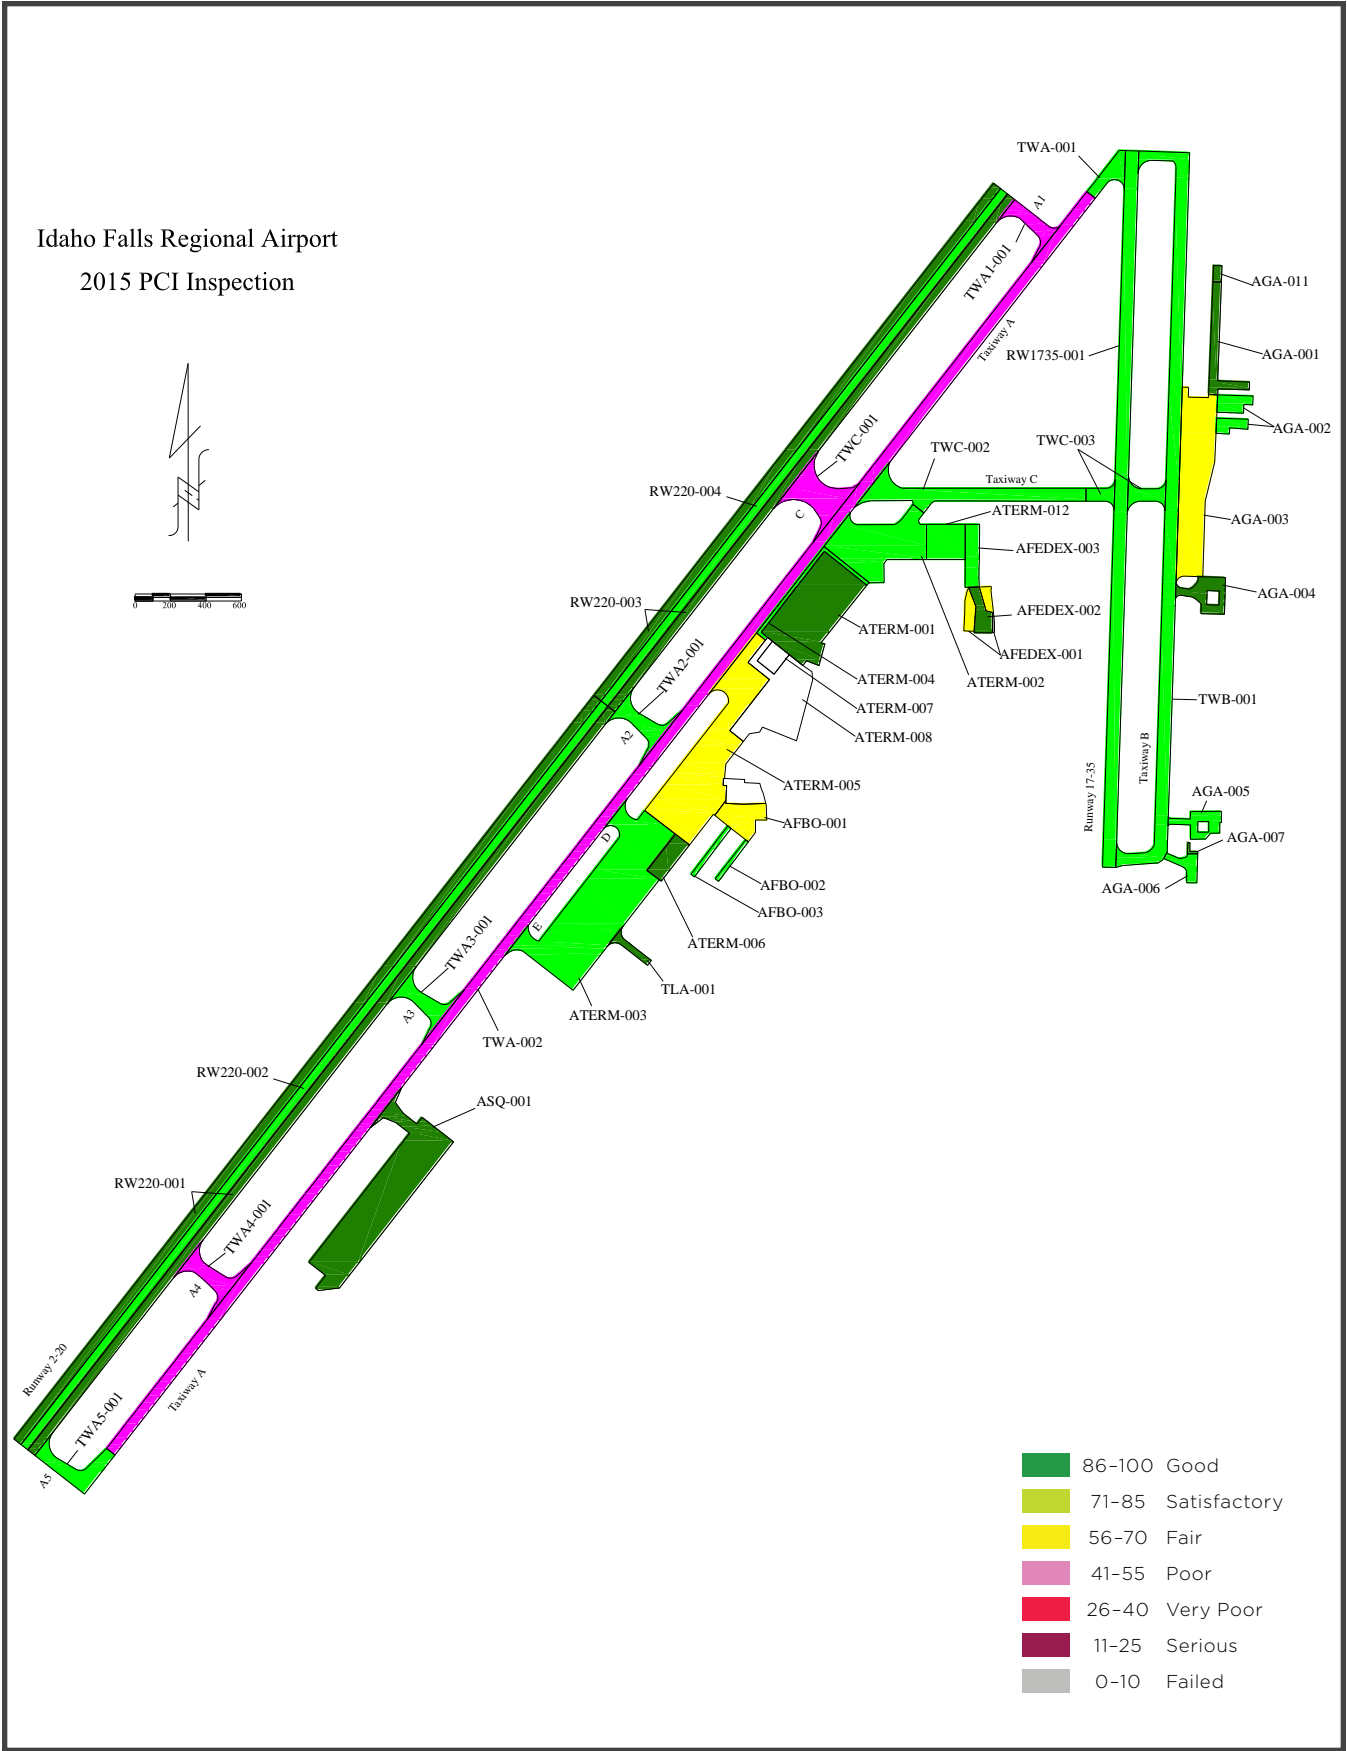 TWA-001
A1
Idaho Falls Regional Airport
2015 PCI Inspection
TWA1-001
AGA-011
Taxiway A
RW1735-001
AGA-001
TWC-001
AGA-002
TWC-002
TWC-003
Taxiway C
RW220-004
C
ATERM-012
AGA-003
AFEDEX-003
RW220-003
0 200 400 600
AGA-004
AFEDEX-002
ATERM-001
AFEDEX-001
TWA2-001
ATERM-004
ATERM-002
TWB-001
ATERM-007
A2
ATERM-008
Taxiway B
ATERM-005
Runway 17-35
AGA-005
AFBO-001
D
AGA-007
AFBO-002
AGA-006
AFBO-003
E
TWA3-001
ATERM-006
TLA-001
A3
ATERM-003
TWA-002
RW220-002
ASQ-001
RW220-001
TWA4-001
A4
Runway 2-20
Taxiway A
TWA5-001
A5
86–100 Good
71–85 Satisfactory
56–70 Fair
41–55 Poor
26–40 Very Poor
11–25 Serious
0–10 Failed